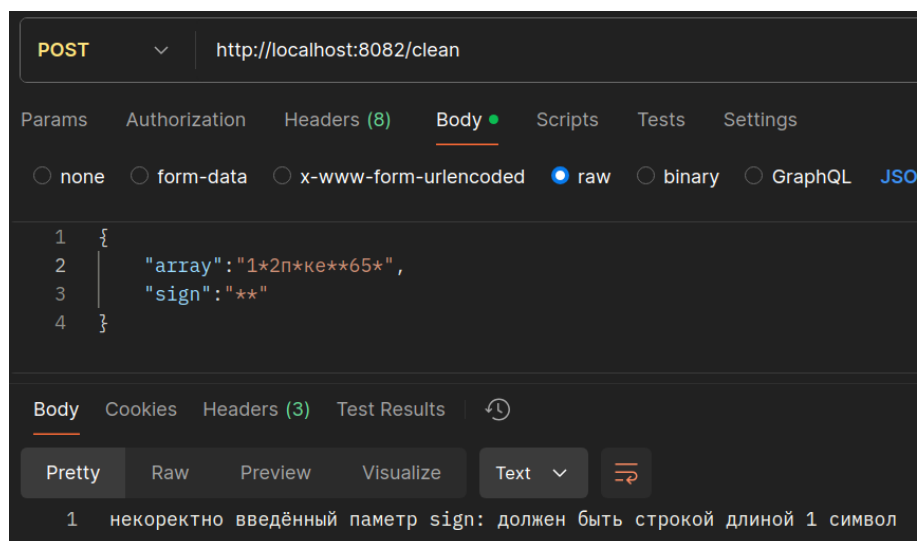 POST http://localhost:8082/clean
Params Authorization Headers (8) Body Scripts Tests Settings
none form-data x-www-form-urlencoded raw binary GraphQL JSO
1 {
2 "array":"1*2п*ке**65*",
3 "sign":"**"
4 }
Body Cookies Headers (3) Test Results
Pretty Raw Preview Visualize Text
1 некоректно введённый паметр sign: должен быть строкой длиной 1 символ